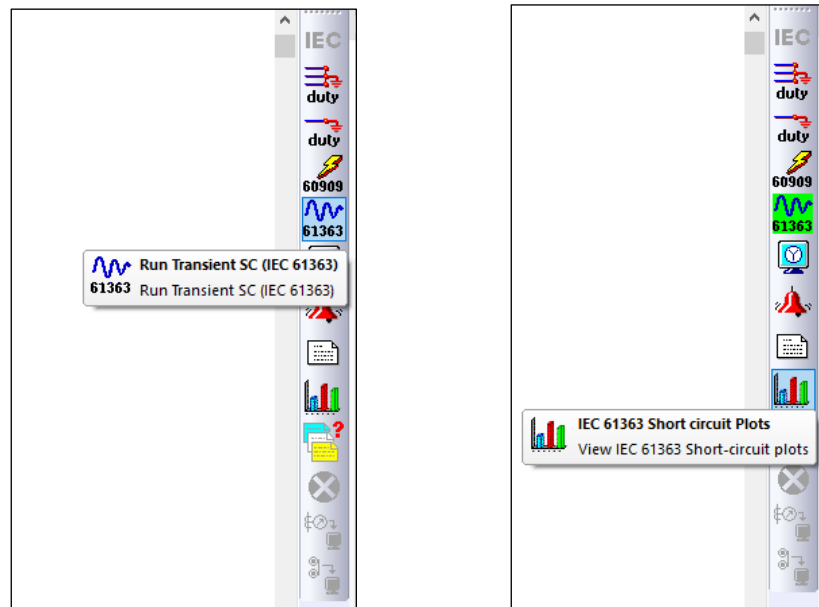 IEC
duty
duty
60909
61363
Run Transient SC (IEC 61363)
61363 Run Transient SC (IEC 61363)
IEC
duty
duty
60909
61363
IEC 61363 Short circuit Plots
View IEC 61363 Short-circuit plots